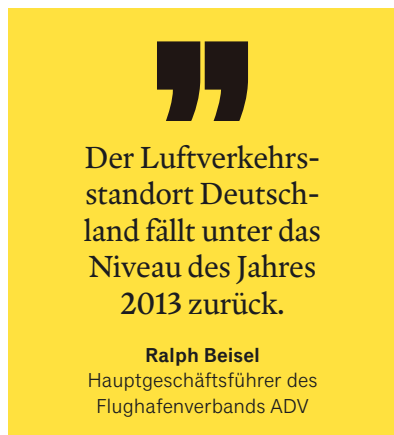 ”
Der Luftverkehrs-
standort Deutsch-
land fällt unter das
Niveau des Jahres
2013 zurück.
Ralph Beisel
Hauptgeschäftsführer des
Flughafenverbands ADV